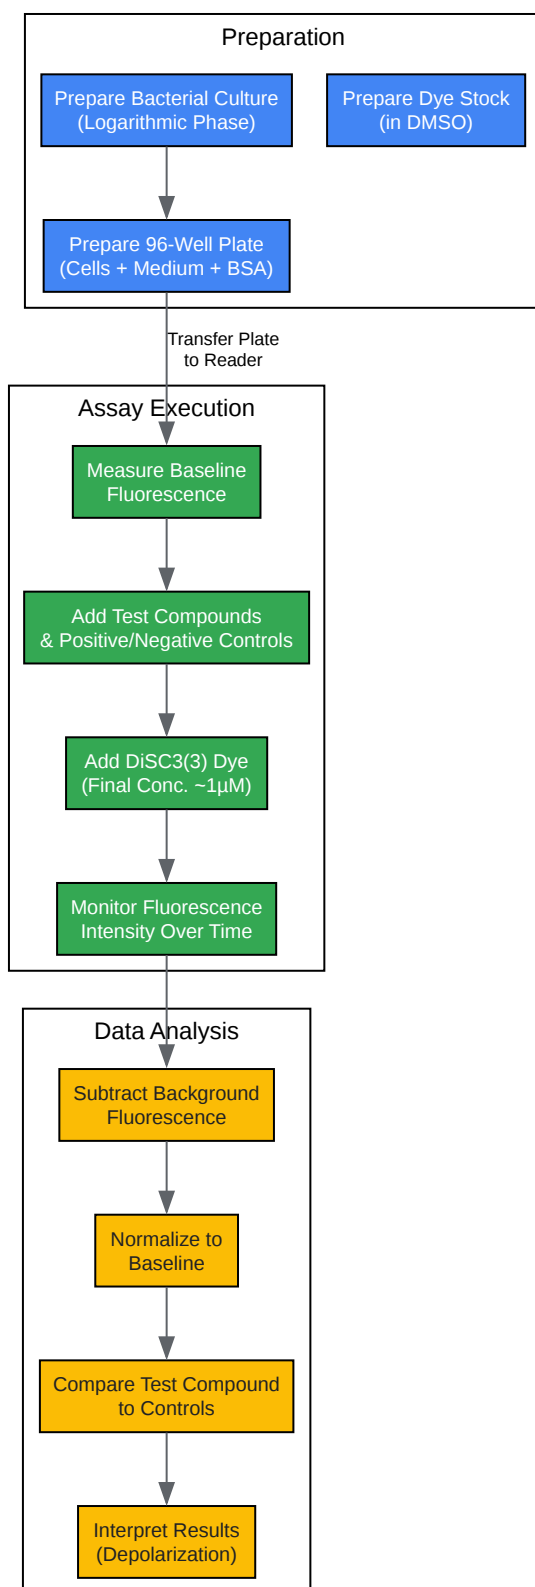 Preparation
Prepare Bacterial Culture
(Logarithmic Phase)
Prepare Dye Stock
(in DMSO)
Prepare 96-Well Plate
(Cells + Medium + BSA)
Transfer Plate
to Reader
Assay Execution
Measure Baseline
Fluorescence
Add Test Compounds
& Positive/Negative Controls
Add DiSC3(3) Dye
(Final Conc. ~1µM)
Monitor Fluorescence
Intensity Over Time
Data Analysis
Subtract Background
Fluorescence
Normalize to
Baseline
Compare Test Compound
to Controls
Interpret Results
(Depolarization)